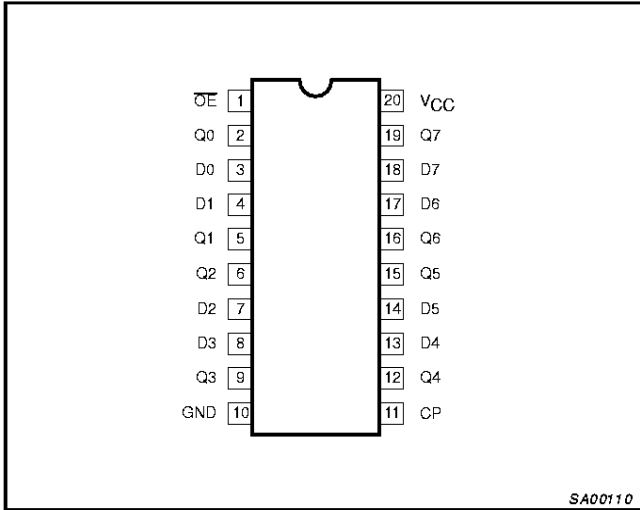 O̅E̅ 1 20 VCC
Q0 2 19 Q7
D0 3 18 D7
D1 4 17 D6
Q1 5 16 Q6
Q2 6 15 Q5
D2 7 14 D5
D3 8 13 D4
Q3 9 12 Q4
GND 10 11 CP
SA00110